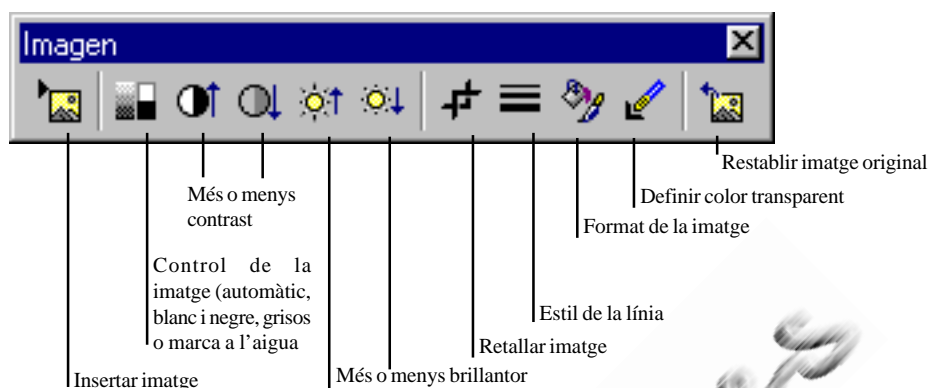 Imagen
Restablir imatge original
Més o menys
contrast
Definir color transparent
Format de la imatge
Control de la
imatge (automàtic,
blanc i negre, grisos
o marca a l'aigua
Estil de la línia
Retallar imatge
Insertar imatge
Més o menys brillantor